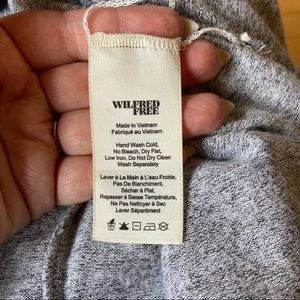 WILFRED
FREE
Made in Vietnam
Fabriqué au Vietnam
Hand Wash Cold,
No Bleach, Dry Flat,
Low Iron, Do Not Dry Clean
Wash Separately
Laver à La Main à L'eau Froide,
Pas De Blanchiment,
Sécher à Plat,
Repasser à Basse Température,
Ne Pas Nettoyer à Sec
Laver Séparément